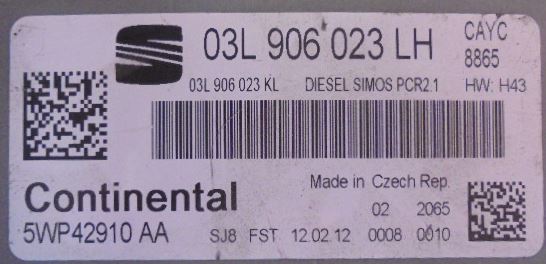 03L 906 023 LH CAYC
8865
03L 906 023 KL DIESEL SIMOS PCR2.1 HW: H43
Continental
Made in Czech Rep.
02 2065
5WP42910 AA SJ8 FST 12.02.12 0008 0010